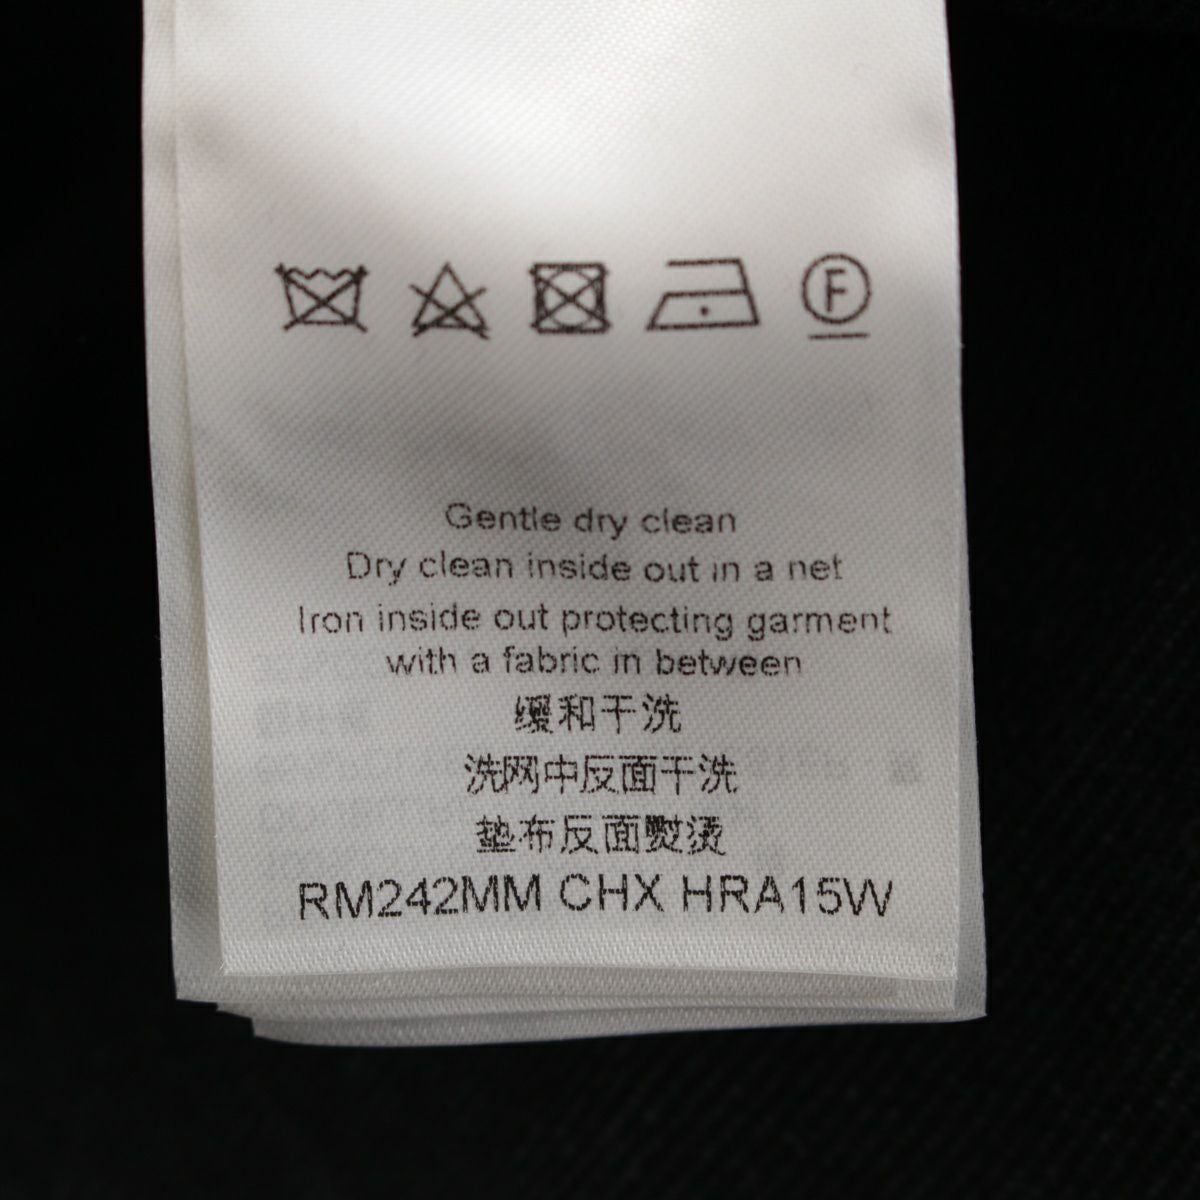 F
Gentle dry clean
Dry clean inside out in a net
Iron inside out protecting garment
with a fabric in between
缓和干洗
洗网中反面干洗
垫布反面熨烫
RM242MM CHX HRA15W